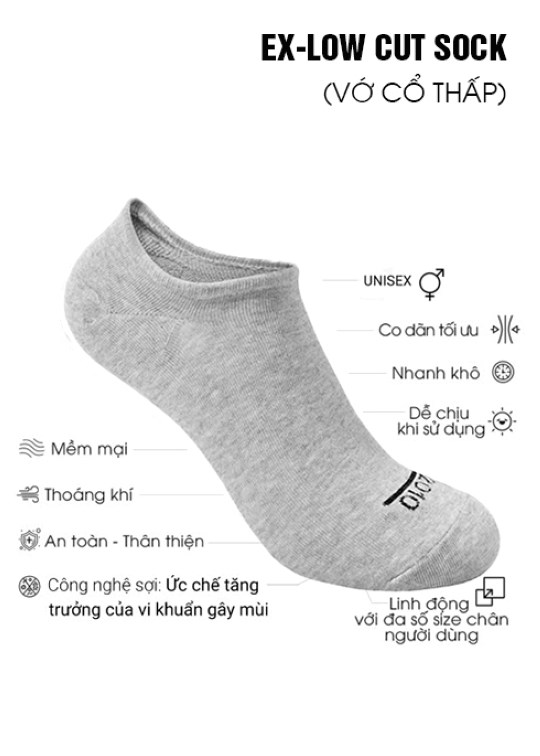 EX-LOW CUT SOCK
(VỚ CỔ THẤP)
UNISEX
Co dãn tối ưu
Nhanh khô
Dễ chịu
khi sử dụng
Mềm mại
Thoáng khí
An toàn - Thân thiện
Công nghệ sợi: Ức chế tăng
trưởng của vi khuẩn gây mùi
Linh động
với đa số size chân
người dùng